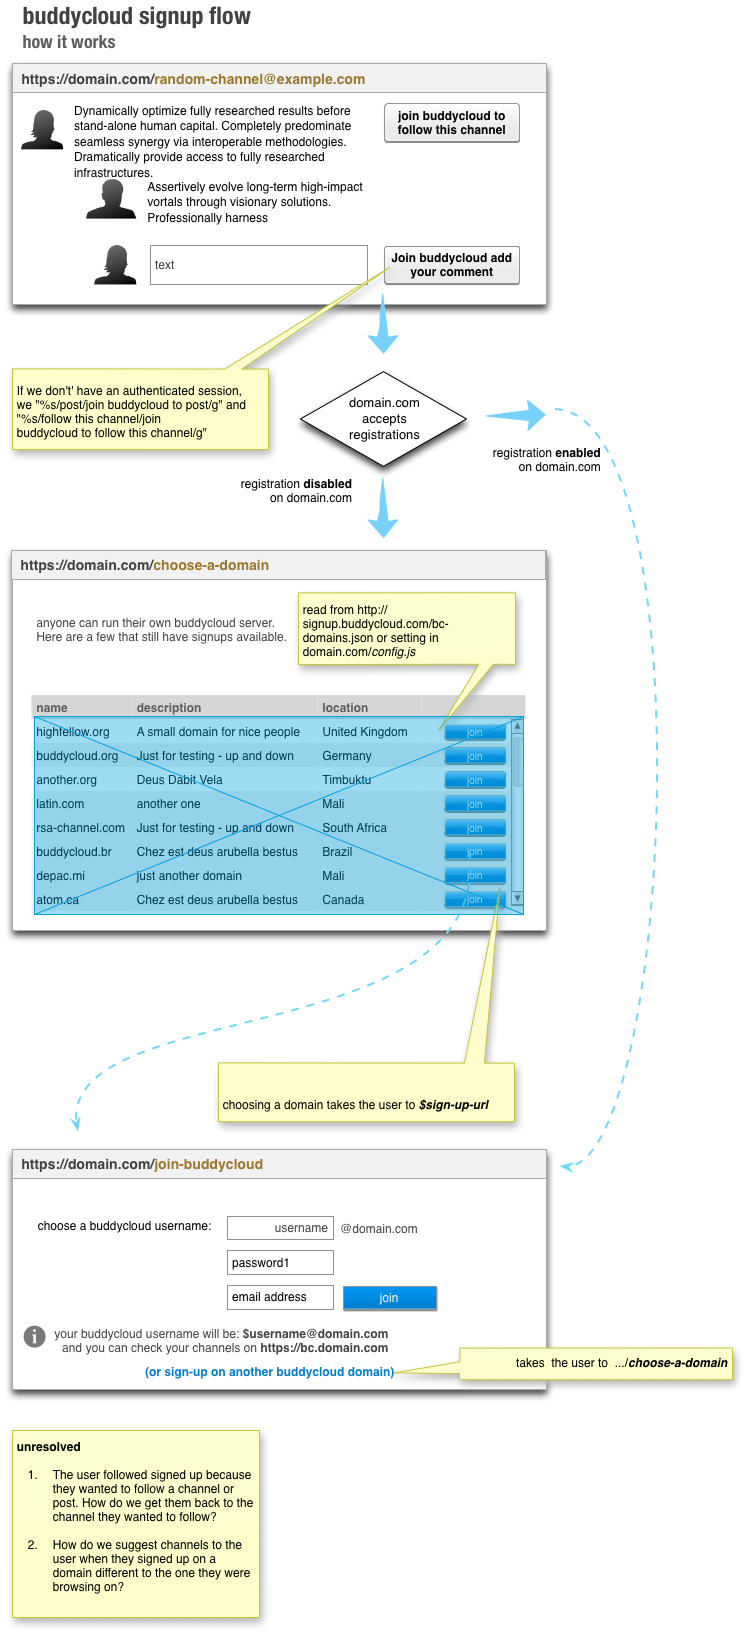 buddycloud signup flow
how it works
https://domain.com/random-channel@example.com
Dynamically optimize fully researched results before
stand-alone human capital. Completely predominate
seamless synergy via interoperable methodologies.
Dramatically provide access to fully researched
infrastructures.
join buddycloud to
follow this channel
Assertively evolve long-term high-impact
vortals through visionary solutions.
Professionally harness
text
Join buddycloud add
your comment
If we don't' have an authenticated session,
we "%s/post/join buddycloud to post/g" and
"%s/follow this channel/join
buddycloud to follow this channel/g"
domain.com
accepts
registrations
registration enabled
on domain.com
registration disabled
on domain.com
https://domain.com/choose-a-domain
anyone can run their own buddycloud server.
Here are a few that still have signups available.
read from http://
signup.buddycloud.com/bc-
domains.json or setting in
domain.com/config.js
name description location
highfellow.org A small domain for nice people United Kingdom join
buddycloud.org Just for testing - up and down Germany join
another.org Deus Dabit Vela Timbuktu join
latin.com another one Mali join
rsa-channel.com Just for testing - up and down South Africa join
buddycloud.br Chez est deus arubella bestus Brazil join
depac.mi just another domain Mali join
atom.ca Chez est deus arubella bestus Canada join
choosing a domain takes the user to $sign-up-url
https://domain.com/join-buddycloud
choose a buddycloud username: username @domain.com
password1
email address join
your buddycloud username will be: $username@domain.com
and you can check your channels on https://bc.domain.com
(or sign-up on another buddycloud domain)
takes the user to .../choose-a-domain
unresolved
1. The user followed signed up because
they wanted to follow a channel or
post. How do we get them back to the
channel they wanted to follow?
2. How do we suggest channels to the
user when they signed up on a
domain different to the one they were
browsing on?